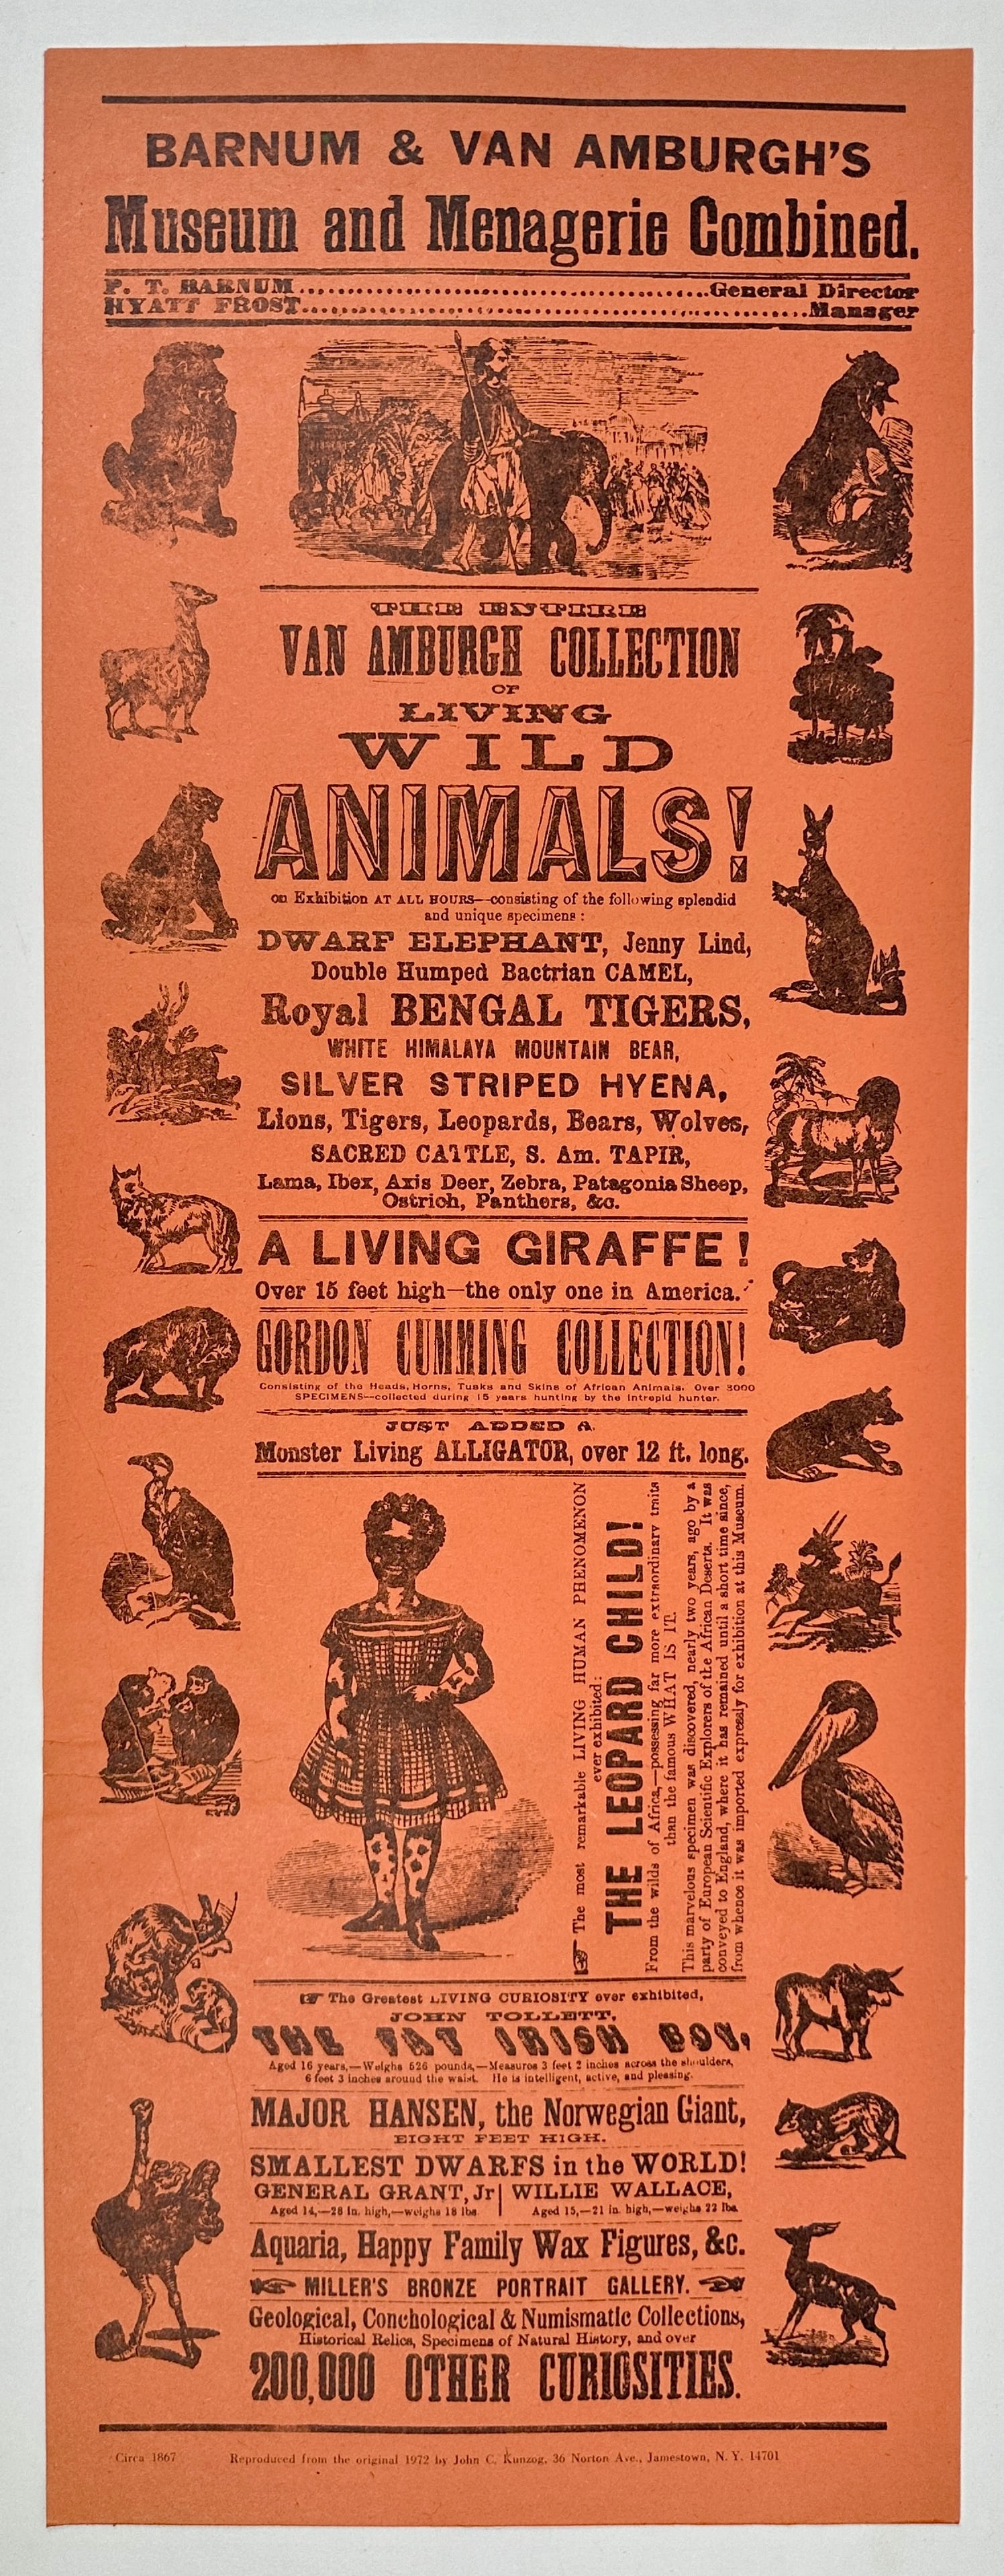 BARNUM & VAN AMBURGH'S
Museum and Menagerie Combined.
P. T. BARNUM.............................................General Director
HYATT FROST.....................................................Manager
THE ENTIRE
VAN AMBURGH COLLECTION
OF
LIVING
WILD
ANIMALS!
on Exhibition AT ALL HOURS—consisting of the following splendid
and unique specimens:
DWARF ELEPHANT, Jenny Lind,
Double Humped Bactrian CAMEL,
Royal BENGAL TIGERS,
WHITE HIMALAYA MOUNTAIN BEAR,
SILVER STRIPED HYENA,
Lions, Tigers, Leopards, Bears, Wolves,
SACRED CATTLE, S. Am. TAPIR,
Lama, Ibex, Axis Deer, Zebra, Patagonia Sheep,
Ostrich, Panthers, &c.
A LIVING GIRAFFE!
Over 15 feet high—the only one in America.
GORDON CUMMING COLLECTION!
Consisting of the Heads, Horns, Tusks and Skins of African Animals. Over 3000
SPECIMENS—collected during 15 years hunting by the intrepid hunter.
JUST ADDED A
Monster Living ALLIGATOR, over 12 ft. long.
☞ The most remarkable LIVING HUMAN PHENOMENON
ever exhibited:
THE LEOPARD CHILD!
From the wilds of Africa,—possessing far more extraordinary traits
than the famous WHAT IS IT.
This marvelous specimen was discovered, nearly two years, ago by a
party of European Scientific Explorers of the African Deserts. It was
conveyed to England, where it has remained until a short time since,
from whence it was imported expressly for exhibition at this Museum.
☞ The Greatest LIVING CURIOSITY ever exhibited,
JOHN TOLLETT,
THE FAT IRISH BOY.
Aged 16 years,—Weighs 526 pounds,—Measures 3 feet 2 inches across the shoulders,
6 feet 3 inches around the waist. He is intelligent, active, and pleasing.
MAJOR HANSEN, the Norwegian Giant,
EIGHT FEET HIGH.
SMALLEST DWARFS in the WORLD!
GENERAL GRANT, Jr | WILLIE WALLACE,
Aged 14,—28 in. high,—weighs 18 lbs. Aged 15,—21 in. high,—weighs 22 lbs.
Aquaria, Happy Family Wax Figures, &c.
☞ MILLER'S BRONZE PORTRAIT GALLERY. ☜
Geological, Conchological & Numismatic Collections,
Historical Relics, Specimens of Natural History, and over
200,000 OTHER CURIOSITIES.
Circa 1867 Reproduced from the original 1972 by John C. Kunzog, 36 Norton Ave., Jamestown, N. Y. 14701